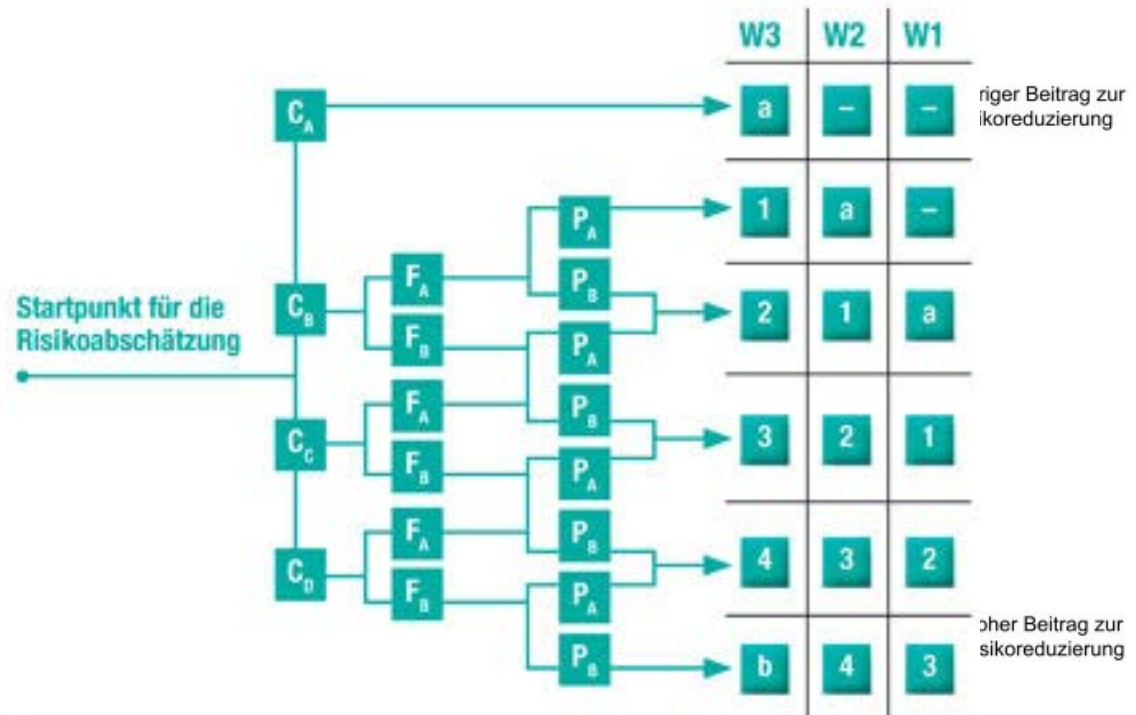 W3 W2 W1
C_A a – –
riger Beitrag zur
ikoreduzierung
P_A 1 a –
F_A
P_B
C_B 2 1 a
Startpunkt für die
Risikoabschätzung
F_B P_A
F_A P_B
C_C 3 2 1
F_B P_A
F_A P_B
C_D 4 3 2
F_B P_A
oher Beitrag zur
sikoreduzierung
P_B b 4 3